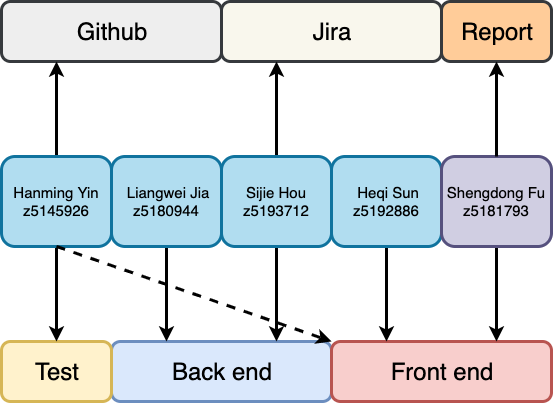 Github
Jira
Report
Hanming Yin
z5145926
Liangwei Jia
z5180944
Sijie Hou
z5193712
Heqi Sun
z5192886
Shengdong Fu
z5181793
Test
Back end
Front end